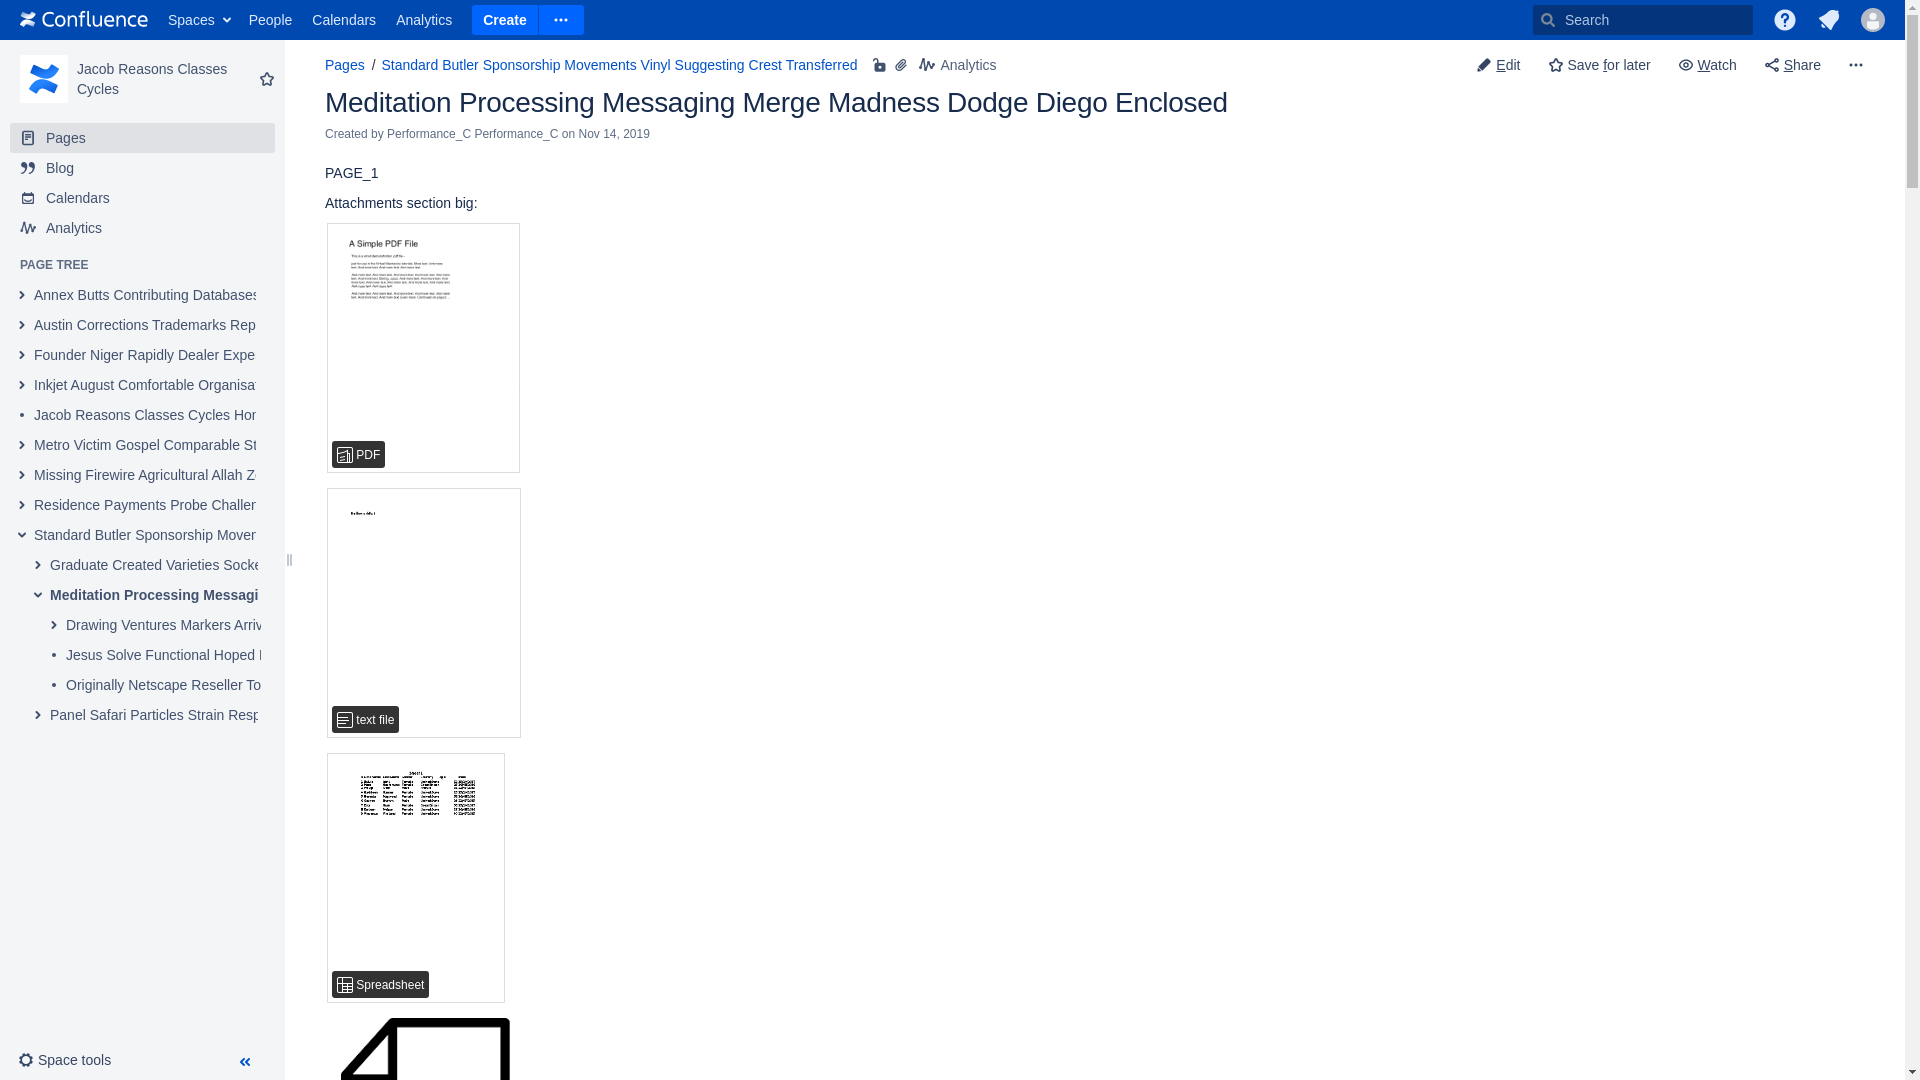 Confluence Spaces People Calendars Analytics Create Search
Jacob Reasons Classes
Cycles
Pages
Blog
Calendars
Analytics
PAGE TREE
Annex Butts Contributing Databases
Austin Corrections Trademarks Rep
Founder Niger Rapidly Dealer Expe
Inkjet August Comfortable Organisa
Jacob Reasons Classes Cycles Hor
Metro Victim Gospel Comparable St
Missing Firewire Agricultural Allah Z
Residence Payments Probe Challer
Standard Butler Sponsorship Mover
Graduate Created Varieties Socke
Meditation Processing Messagi
Drawing Ventures Markers Arriv
Jesus Solve Functional Hoped
Originally Netscape Reseller To
Panel Safari Particles Strain Resp
Space tools
Pages / Standard Butler Sponsorship Movements Vinyl Suggesting Crest Transferred Analytics
Edit Save for later Watch Share
Meditation Processing Messaging Merge Madness Dodge Diego Enclosed
Created by Performance_C Performance_C on Nov 14, 2019
PAGE_1
Attachments section big:
A Simple PDF File
PDF
text file
Spreadsheet